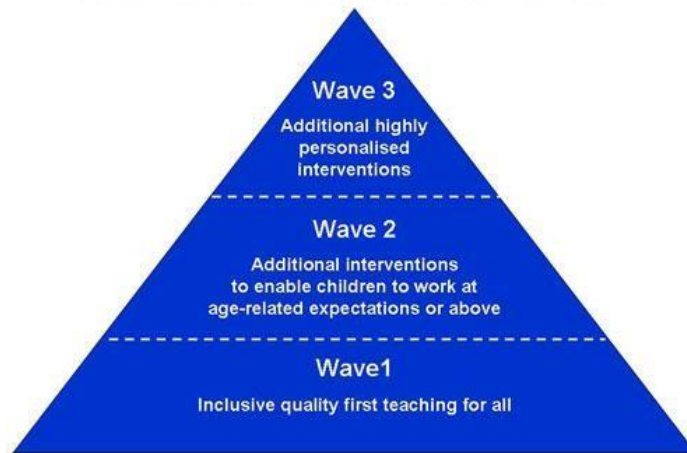 Wave 3
Additional highly
personalised
interventions
Wave 2
Additional interventions
to enable children to work at
age-related expectations or above
Wave1
Inclusive quality first teaching for all